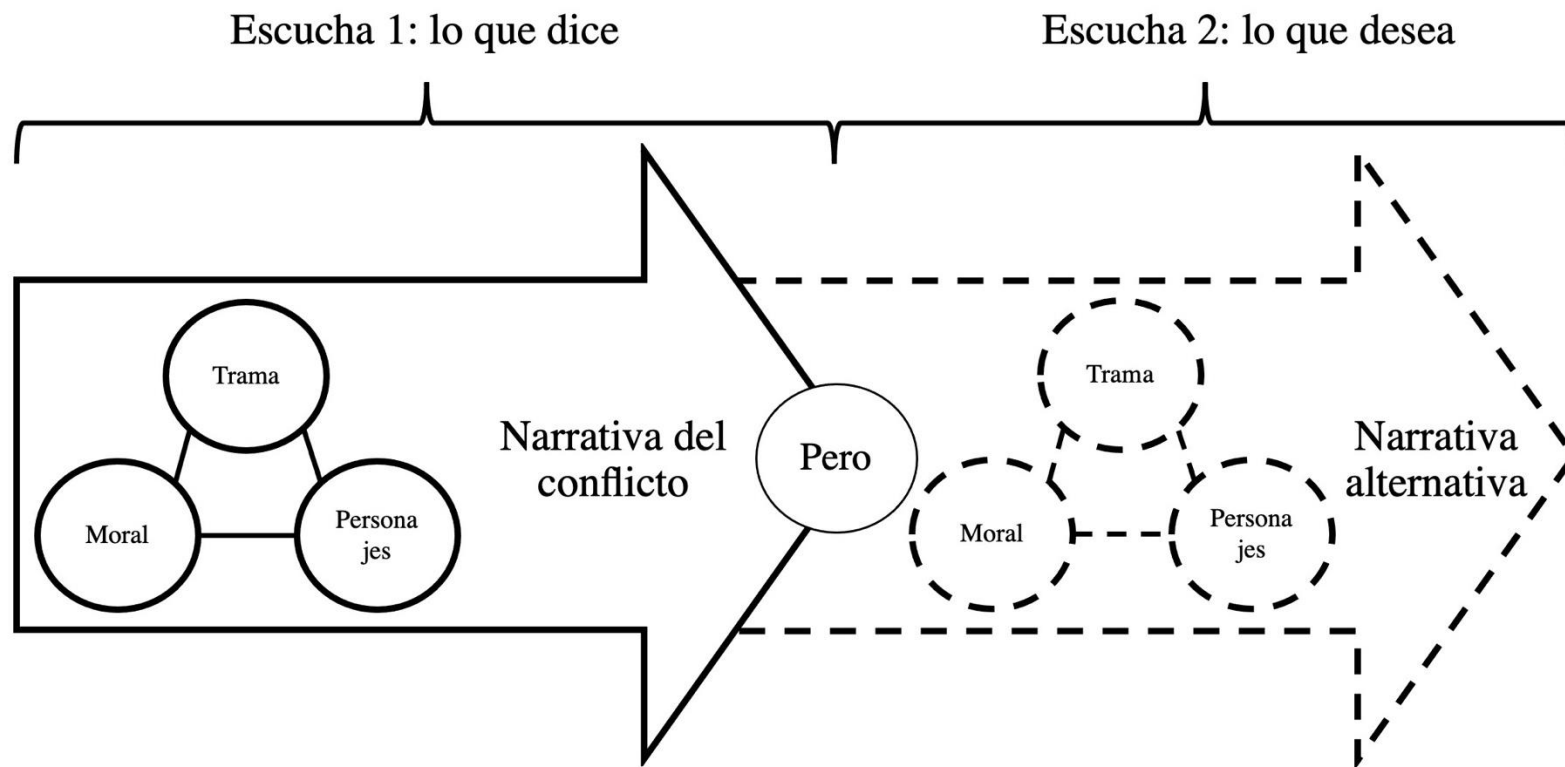 Escucha 1: lo que dice
Escucha 2: lo que desea
Trama
Moral
Persona
jes
Narrativa del
conflicto
Pero
Trama
Moral
Persona
jes
Narrativa
alternativa